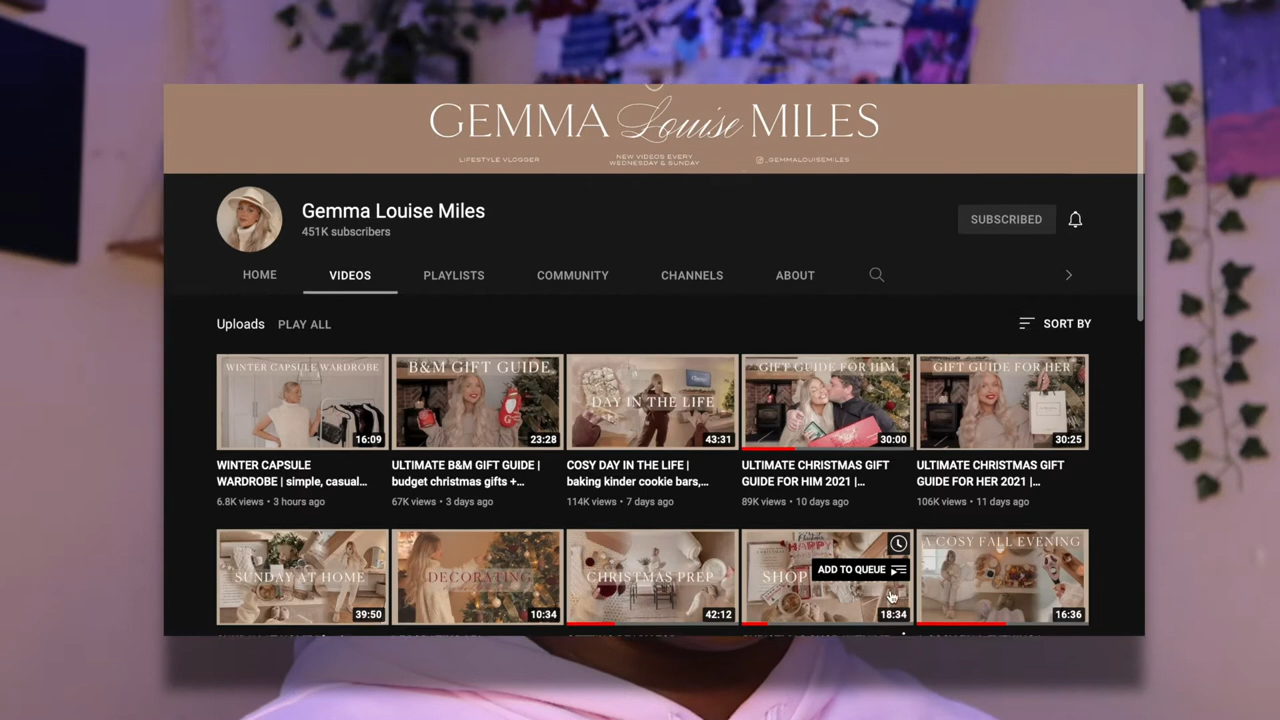 GEMMA Louise MILES
LIFESTYLE VLOGGER
NEW VIDEOS EVERY
WEDNESDAY & SUNDAY
_GEMMALOUISEMILES
Gemma Louise Miles
451K subscribers
SUBSCRIBED
HOME VIDEOS PLAYLISTS COMMUNITY CHANNELS ABOUT
Uploads PLAY ALL SORT BY
WINTER CAPSULE WARDROBE
16:09
B&M GIFT GUIDE
23:28
DAY IN THE LIFE
43:31
GIFT GUIDE FOR HIM
30:00
GIFT GUIDE FOR HER
30:25
WINTER CAPSULE
WARDROBE | simple, casual...
6.8K views • 3 hours ago
ULTIMATE B&M GIFT GUIDE |
budget christmas gifts +...
67K views • 3 days ago
COSY DAY IN THE LIFE |
baking kinder cookie bars,...
114K views • 7 days ago
ULTIMATE CHRISTMAS GIFT
GUIDE FOR HIM 2021 |...
89K views • 10 days ago
ULTIMATE CHRISTMAS GIFT
GUIDE FOR HER 2021 |...
106K views • 11 days ago
SUNDAY AT HOME
39:50
DECORATING
10:34
CHRISTMAS PREP
42:12
HAPPY
SHOP
ADD TO QUEUE
18:34
A COSY FALL EVENING
16:36